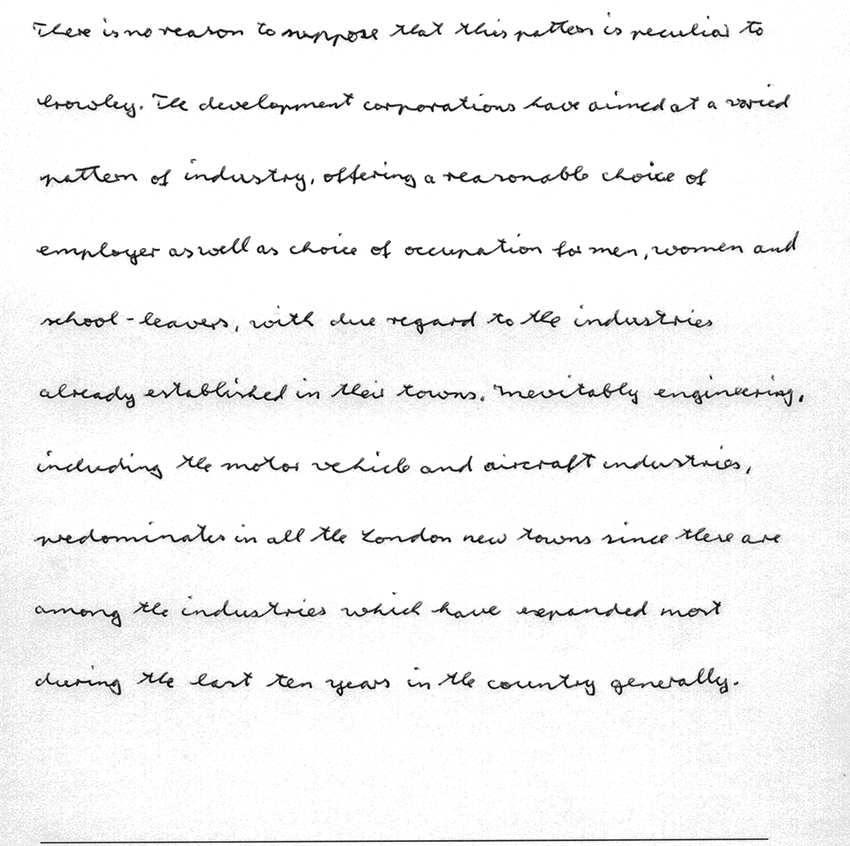 There is no reason to suppose that this pattern is peculiar to
Crawley. The development corporations have aimed at a varied
pattern of industry, offering a reasonable choice of
employer as well as choice of occupation for men, women and
school-leavers, with due regard to the industries
already established in their towns. Inevitably engineering,
including the motor vehicle and aircraft industries,
predominates in all the London new towns since these are
among the industries which have expanded most
during the last ten years in the country generally.